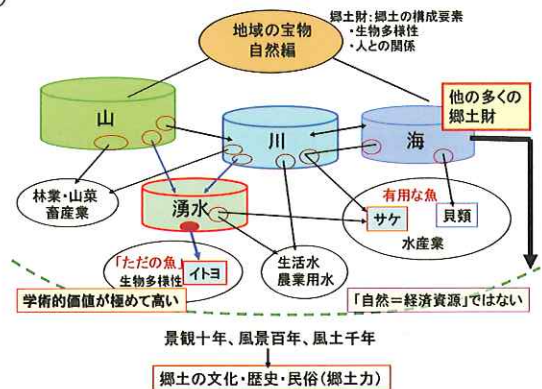 地域の宝物
自然編
郷土財：郷土の構成要素
・生物多様性
・人との関係
他の多くの
郷土財
山
川
海
林業・山菜
畜産業
湧水
有用な魚
サケ
貝類
水産業
「ただの魚」
生物多様性
イトヨ
生活水
農業用水
学術的価値が極めて高い
「自然＝経済資源」ではない
景観十年、風景百年、風土千年
郷土の文化・歴史・民俗(郷土力)